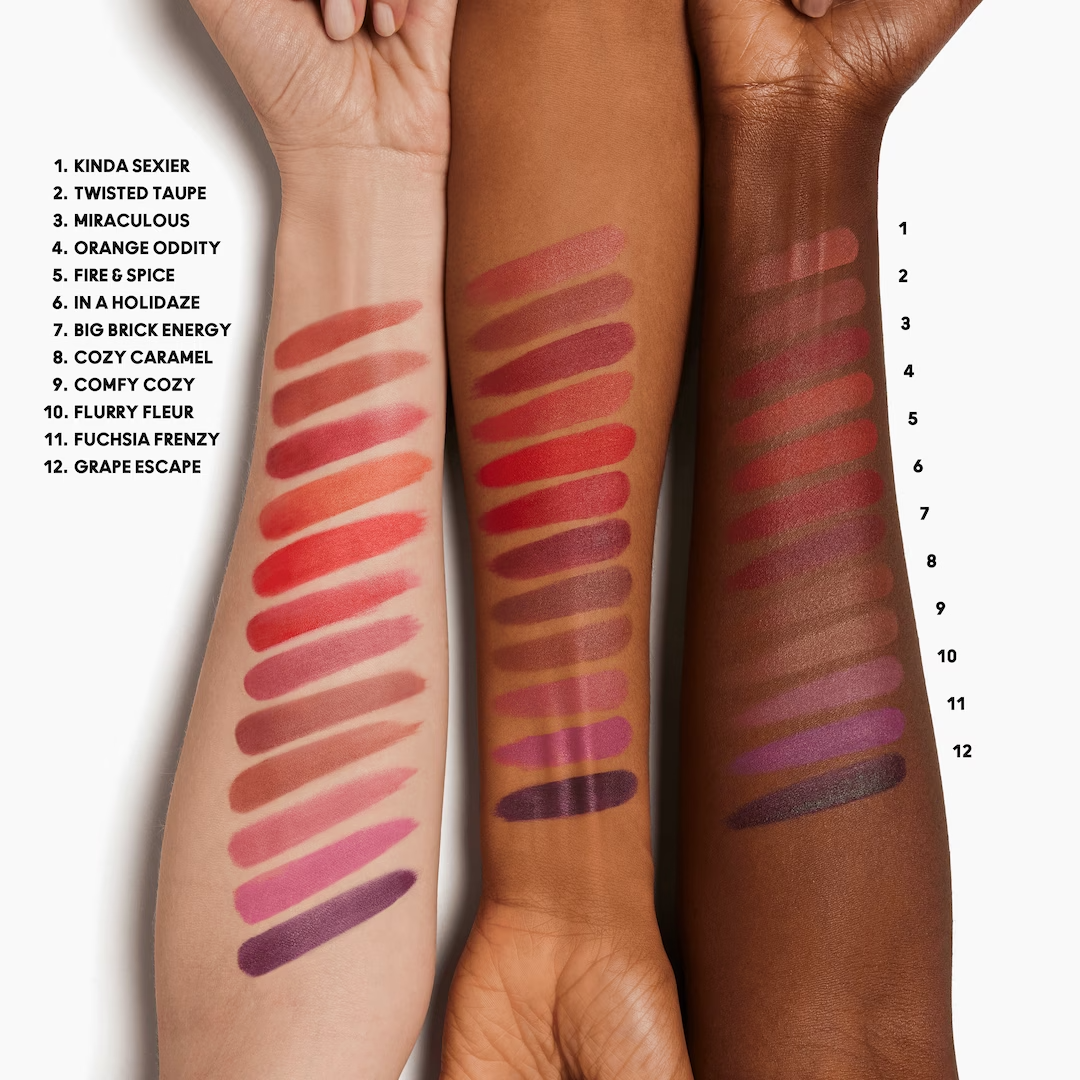 1. KINDA SEXIER
2. TWISTED TAUPE
3. MIRACULOUS
4. ORANGE ODDITY
5. FIRE & SPICE
6. IN A HOLIDAZE
7. BIG BRICK ENERGY
8. COZY CARAMEL
9. COMFY COZY
10. FLURRY FLEUR
11. FUCHSIA FRENZY
12. GRAPE ESCAPE
1
2
3
4
5
6
7
8
9
10
11
12